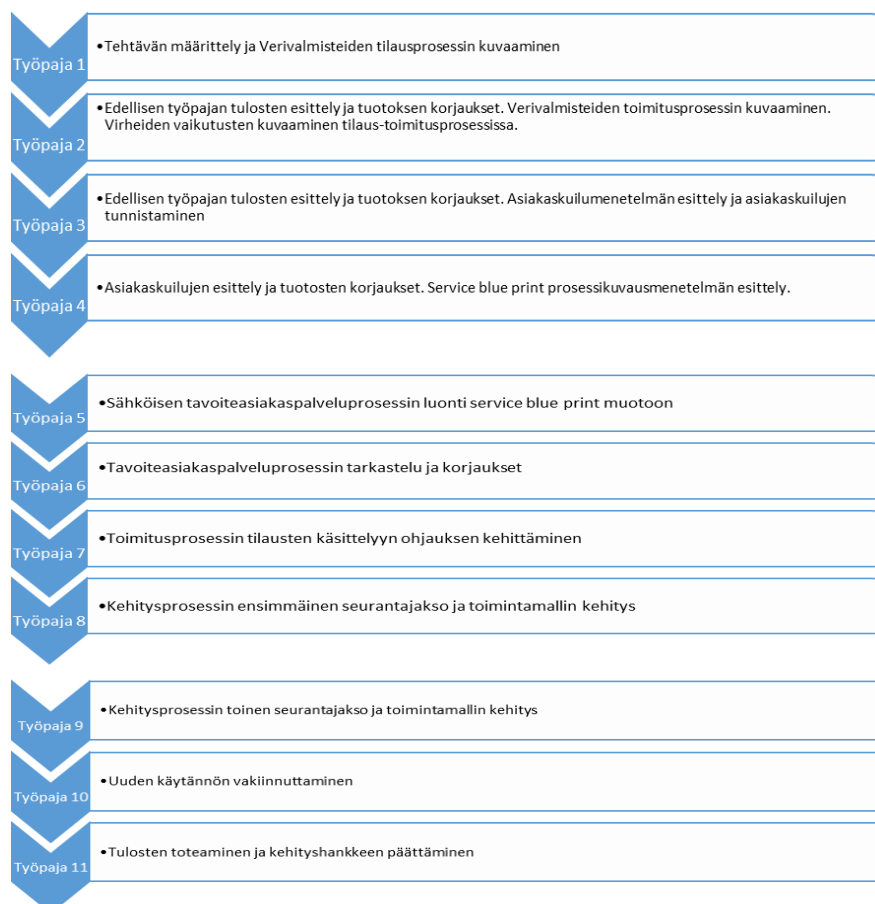 Työpaja 1
•Tehtävän määrittely ja Verivalmisteiden tilausprosessin kuvaaminen
Työpaja 2
•Edellisen työpajan tulosten esittely ja tuotoksen korjaukset. Verivalmisteiden toimitusprosessin kuvaaminen.
Virheiden vaikutusten kuvaaminen tilaus-toimitusprosessissa.
Työpaja 3
•Edellisen työpajan tulosten esittely ja tuotoksen korjaukset. Asiakaskuilumenetelmän esittely ja asiakaskuilujen
tunnistaminen
Työpaja 4
•Asiakaskuilujen esittely ja tuotosten korjaukset. Service blue print prosessikuvausmenetelmän esittely.
Työpaja 5
•Sähköisen tavoiteasiakaspalveluprosessin luonti service blue print muotoon
Työpaja 6
•Tavoiteasiakaspalveluprosessin tarkastelu ja korjaukset
Työpaja 7
•Toimitusprosessin tilausten käsittelyyn ohjauksen kehittäminen
Työpaja 8
•Kehitysprosessin ensimmäinen seurantajakso ja toimintamallin kehitys
Työpaja 9
•Kehitysprosessin toinen seurantajakso ja toimintamallin kehitys
Työpaja 10
•Uuden käytännön vakiinnuttaminen
Työpaja 11
•Tulosten toteaminen ja kehityshankkeen päättäminen